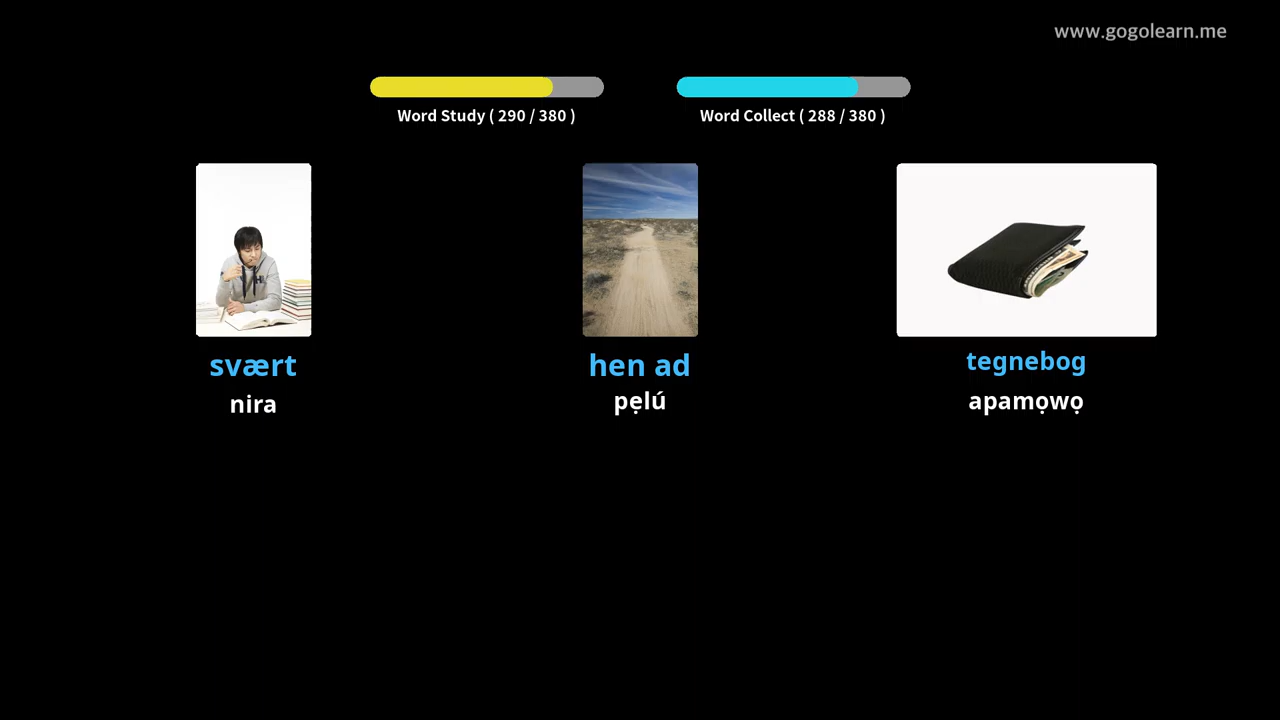 www.gogolearn.me
Word Study ( 290 / 380 )
Word Collect ( 288 / 380 )
svært
nira
hen ad
pẹlú
tegnebog
apamọwọ